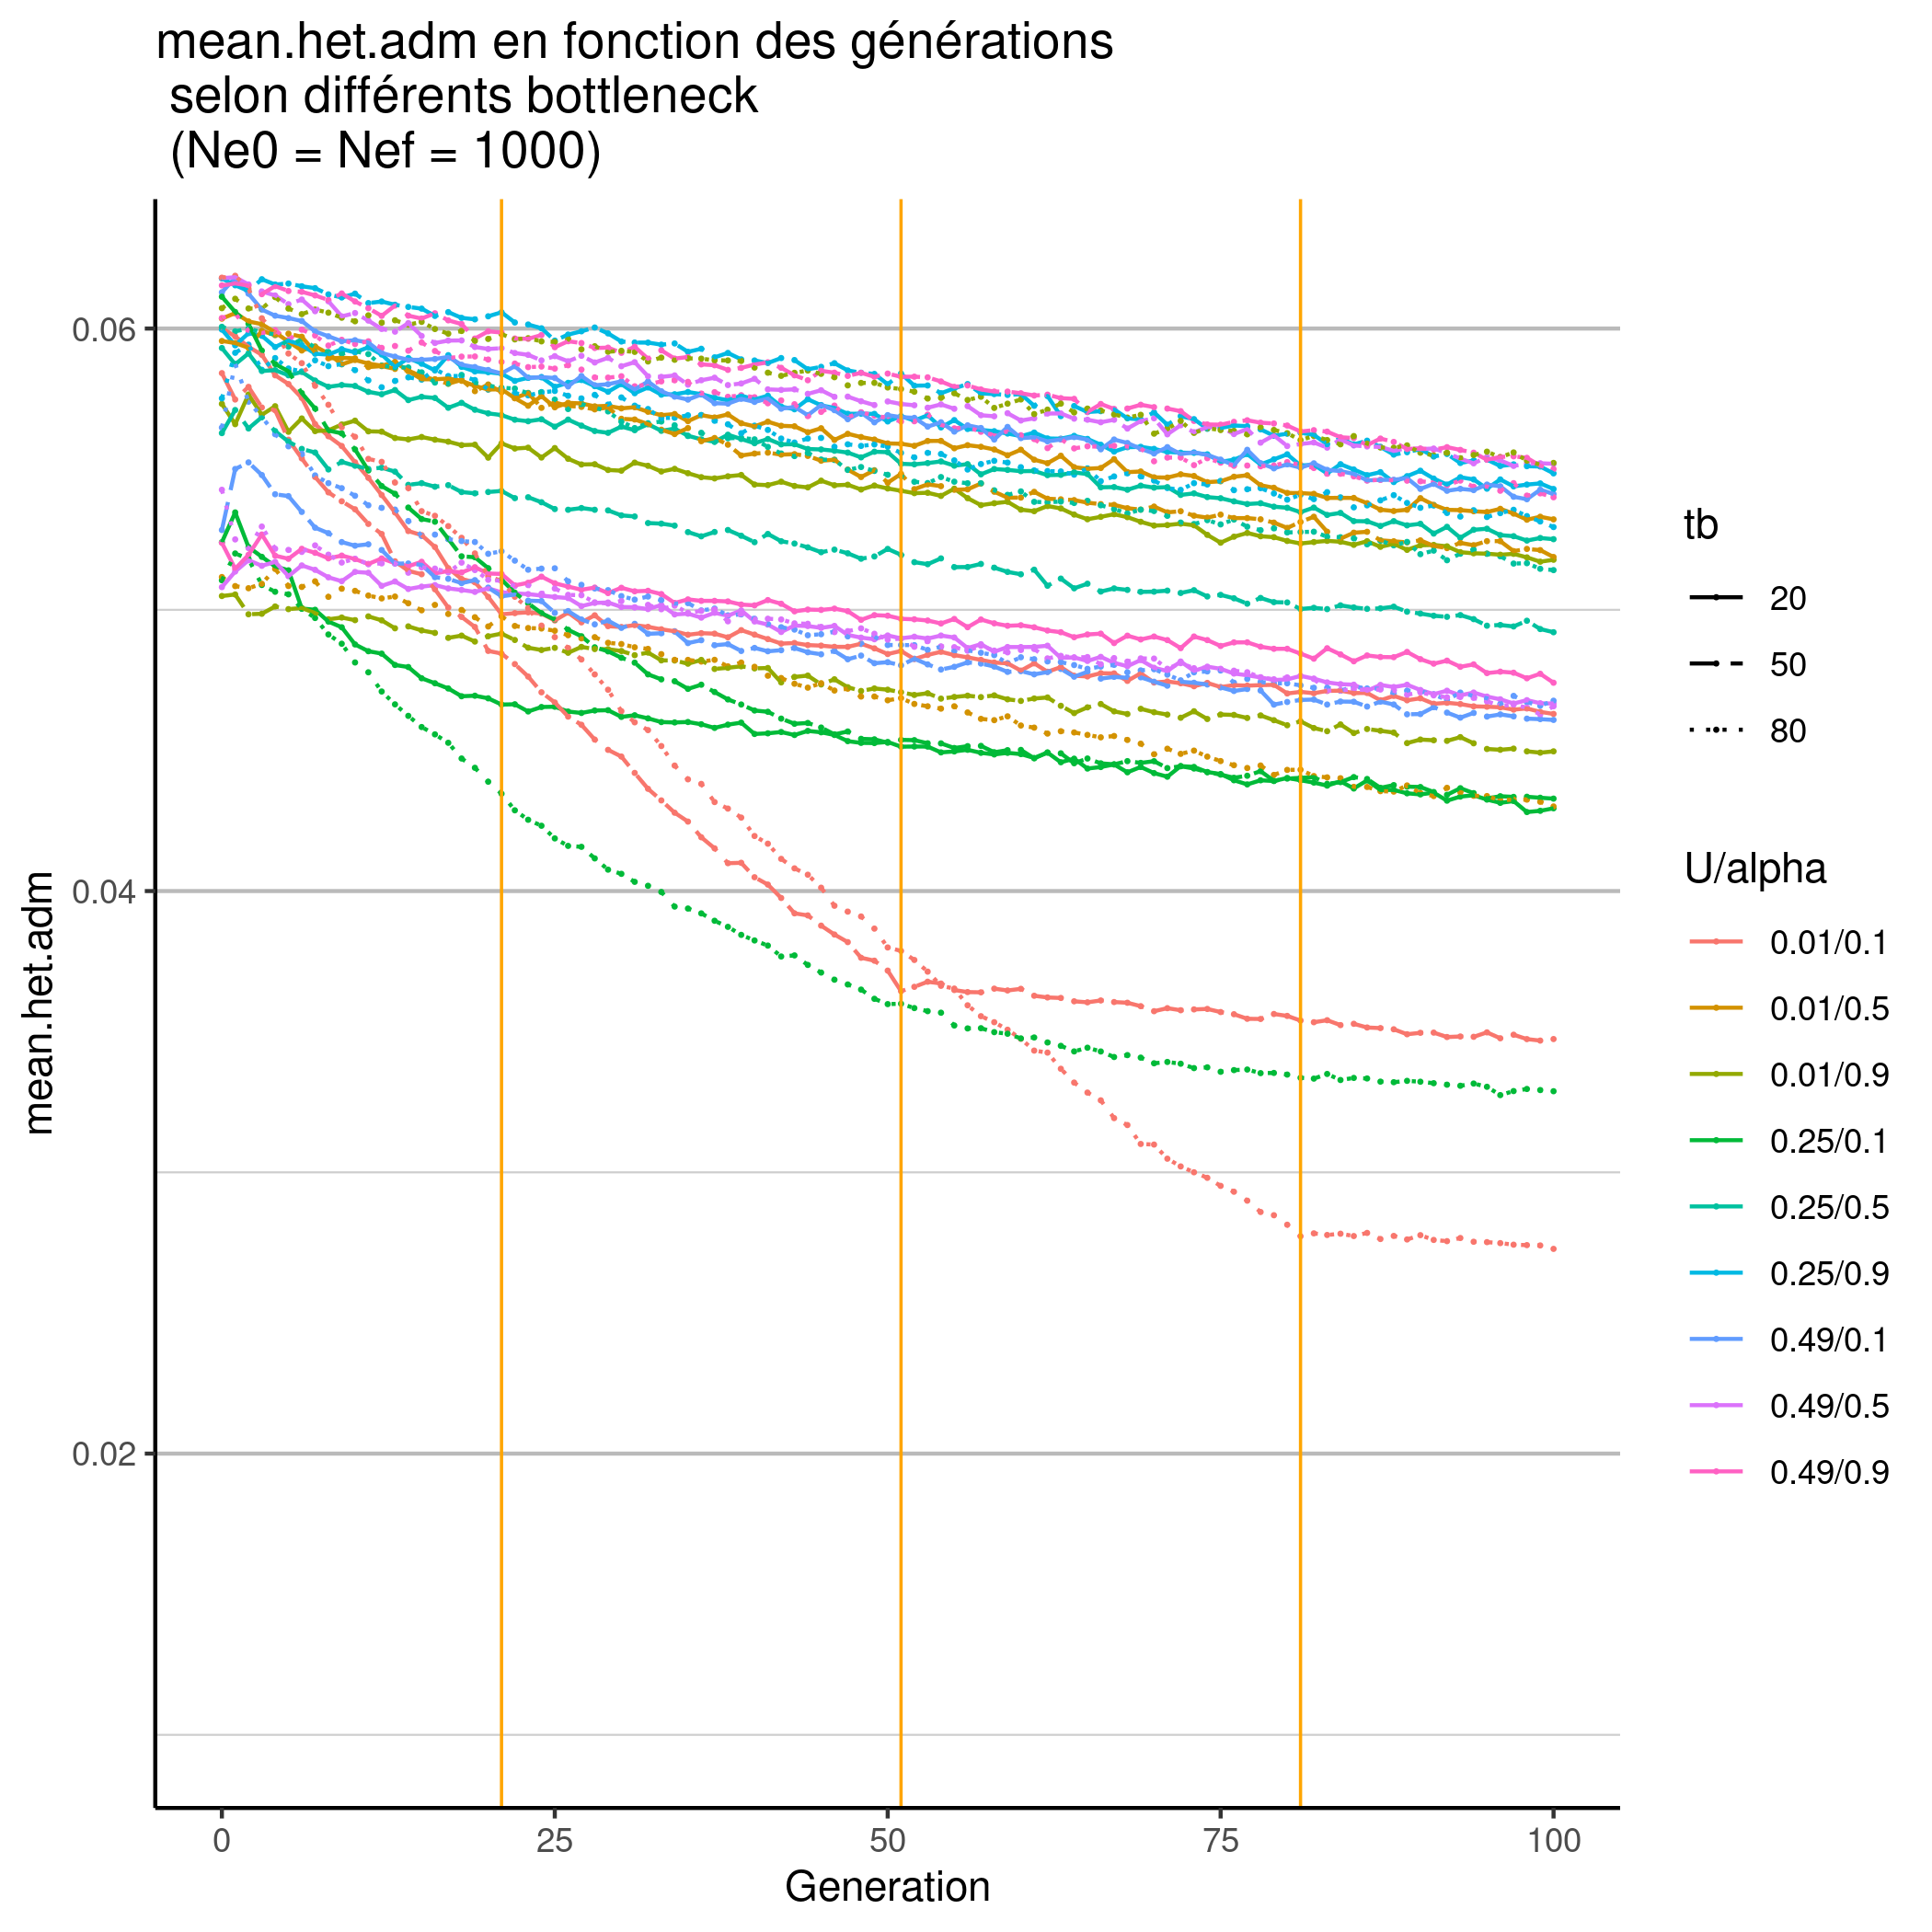 mean.het.adm en fonction des générations
selon différents bottleneck
(Ne0 = Nef = 1000)
mean.het.adm
0.06
0.04
0.02
0
25
50
75
100
Generation
tb
20
50
80
U/alpha
0.01/0.1
0.01/0.5
0.01/0.9
0.25/0.1
0.25/0.5
0.25/0.9
0.49/0.1
0.49/0.5
0.49/0.9